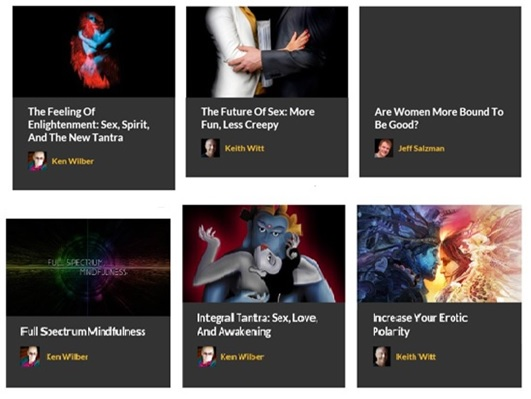 The Feeling Of
Enlightenment: Sex, Spirit,
And The New Tantra
Ken Wilber
The Future Of Sex: More
Fun, Less Creepy
Keith Witt
Are Women More Bound To
Be Good?
Jeff Salzman
FULL SPECTRUM
MINDFULNESS
Full Spectrum Mindfulness
Ken Wilber
Integral Tantra: Sex, Love,
And Awakening
Ken Wilber
Increase Your Erotic
Polarity
Keith Witt